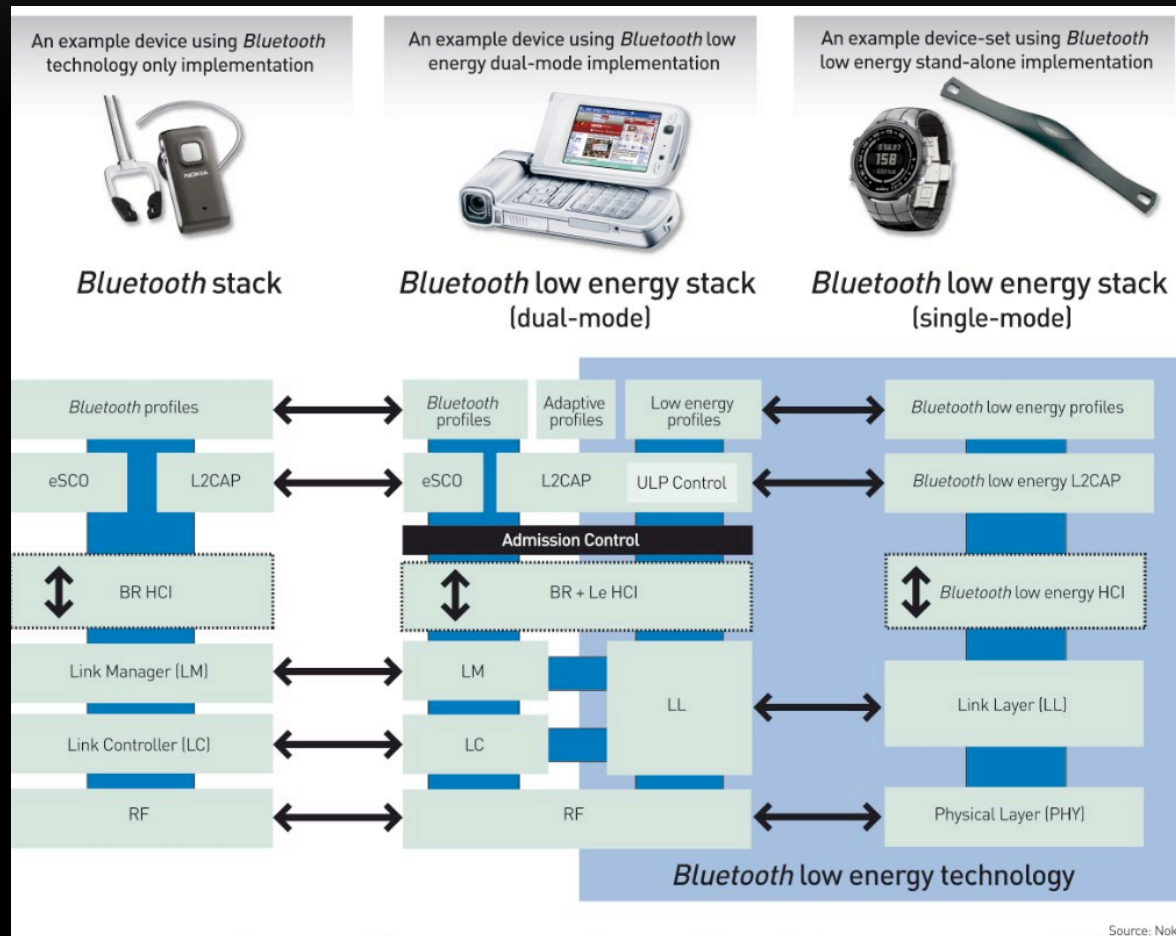 An example device using Bluetooth
technology only implementation
An example device using Bluetooth low
energy dual-mode implementation
An example device-set using Bluetooth
low energy stand-alone implementation
NOKIA
158
Bluetooth stack
Bluetooth low energy stack
(dual-mode)
Bluetooth low energy stack
(single-mode)
Bluetooth profiles
Bluetooth
profiles
Adaptive
profiles
Low energy
profiles
Bluetooth low energy profiles
eSCO
L2CAP
eSCO
L2CAP
ULP Control
Bluetooth low energy L2CAP
Admission Control
BR HCI
BR + Le HCI
Bluetooth low energy HCI
Link Manager (LM)
LM
LL
Link Layer (LL)
Link Controller (LC)
LC
RF
RF
Physical Layer (PHY)
Bluetooth low energy technology
Source: Nok